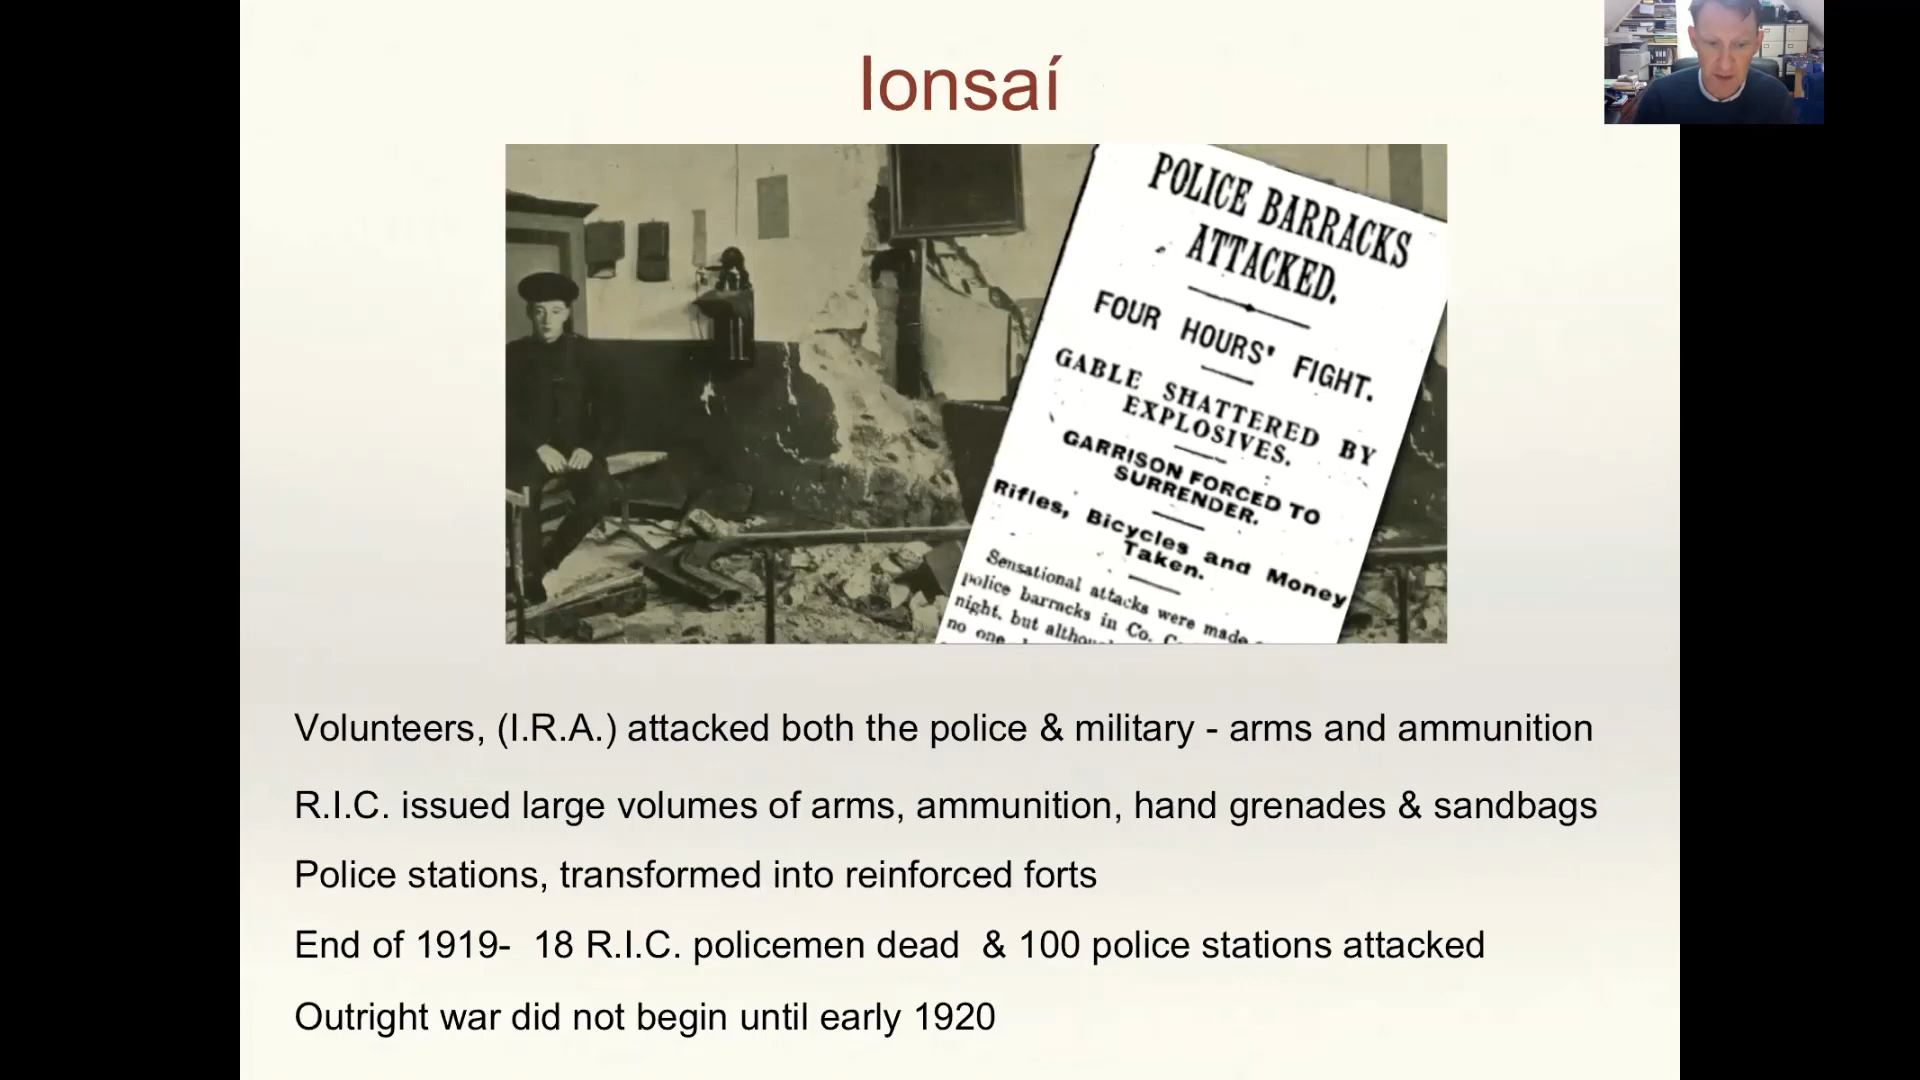 Ionsaí
POLICE BARRACKS
ATTACKED.
FOUR HOURS' FIGHT.
GABLE SHATTERED BY
EXPLOSIVES.
GARRISON FORCED TO
SURRENDER.
Rifles, Bicycles and Money
Taken.
Sensational attacks were made
police barracks in Co.
night, but
no one
Volunteers, (I.R.A.) attacked both the police & military - arms and ammunition
R.I.C. issued large volumes of arms, ammunition, hand grenades & sandbags
Police stations, transformed into reinforced forts
End of 1919-  18 R.I.C. policemen dead  & 100 police stations attacked
Outright war did not begin until early 1920